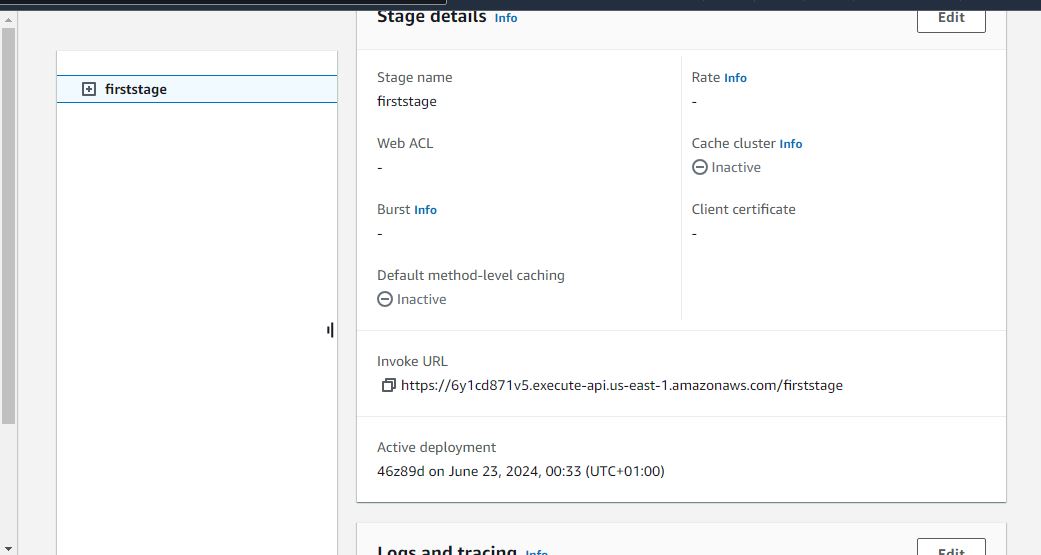 Stage details Info
Edit
firststage
Stage name
firststage
Rate Info
-
Web ACL
-
Cache cluster Info
Inactive
Burst Info
-
Client certificate
-
Default method-level caching
Inactive
Invoke URL
https://6y1cd871v5.execute-api.us-east-1.amazonaws.com/firststage
Active deployment
46z89d on June 23, 2024, 00:33 (UTC+01:00)
Logs and tracing Info
Edit